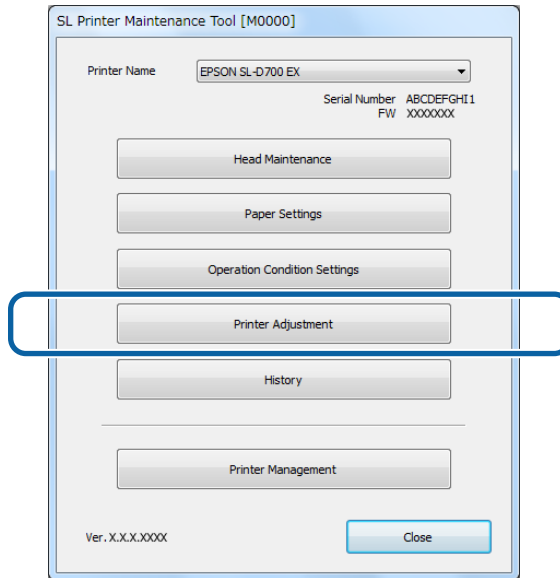 SL Printer Maintenance Tool [M0000]
Printer Name EPSON SL-D700 EX
Serial Number ABCDEFGHI1
FW XXXXXXX
Head Maintenance
Paper Settings
Operation Condition Settings
Printer Adjustment
History
Printer Management
Ver.X.X.X.XXXX Close